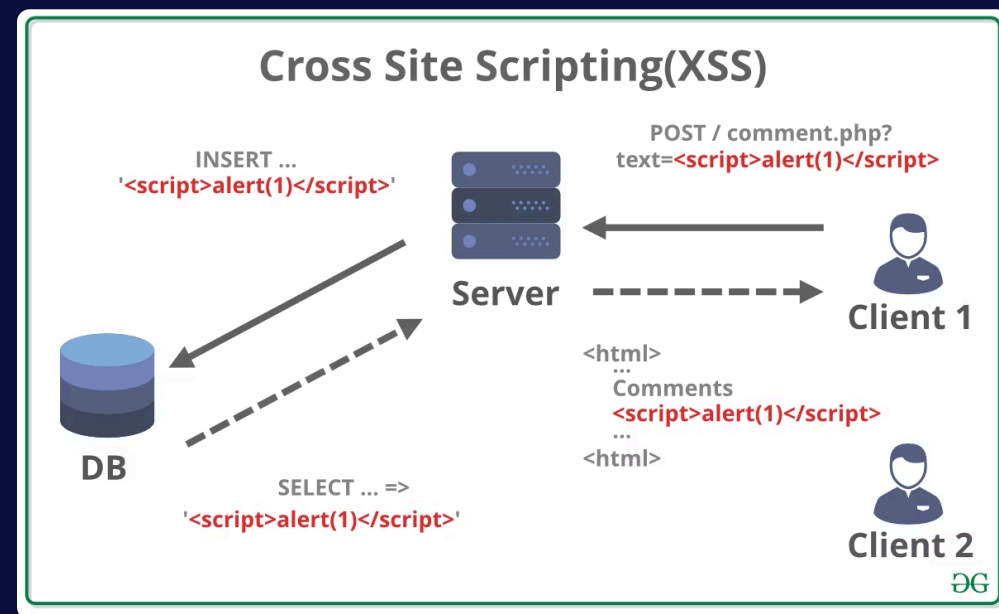 Cross Site Scripting(XSS)
POST / comment.php?
text=<script>alert(1)</script>
INSERT ...
'<script>alert(1)</script>'
Server
Client 1
<html>
...
Comments
<script>alert(1)</script>
...
<html>
DB
SELECT ... =>
'<script>alert(1)</script>'
Client 2